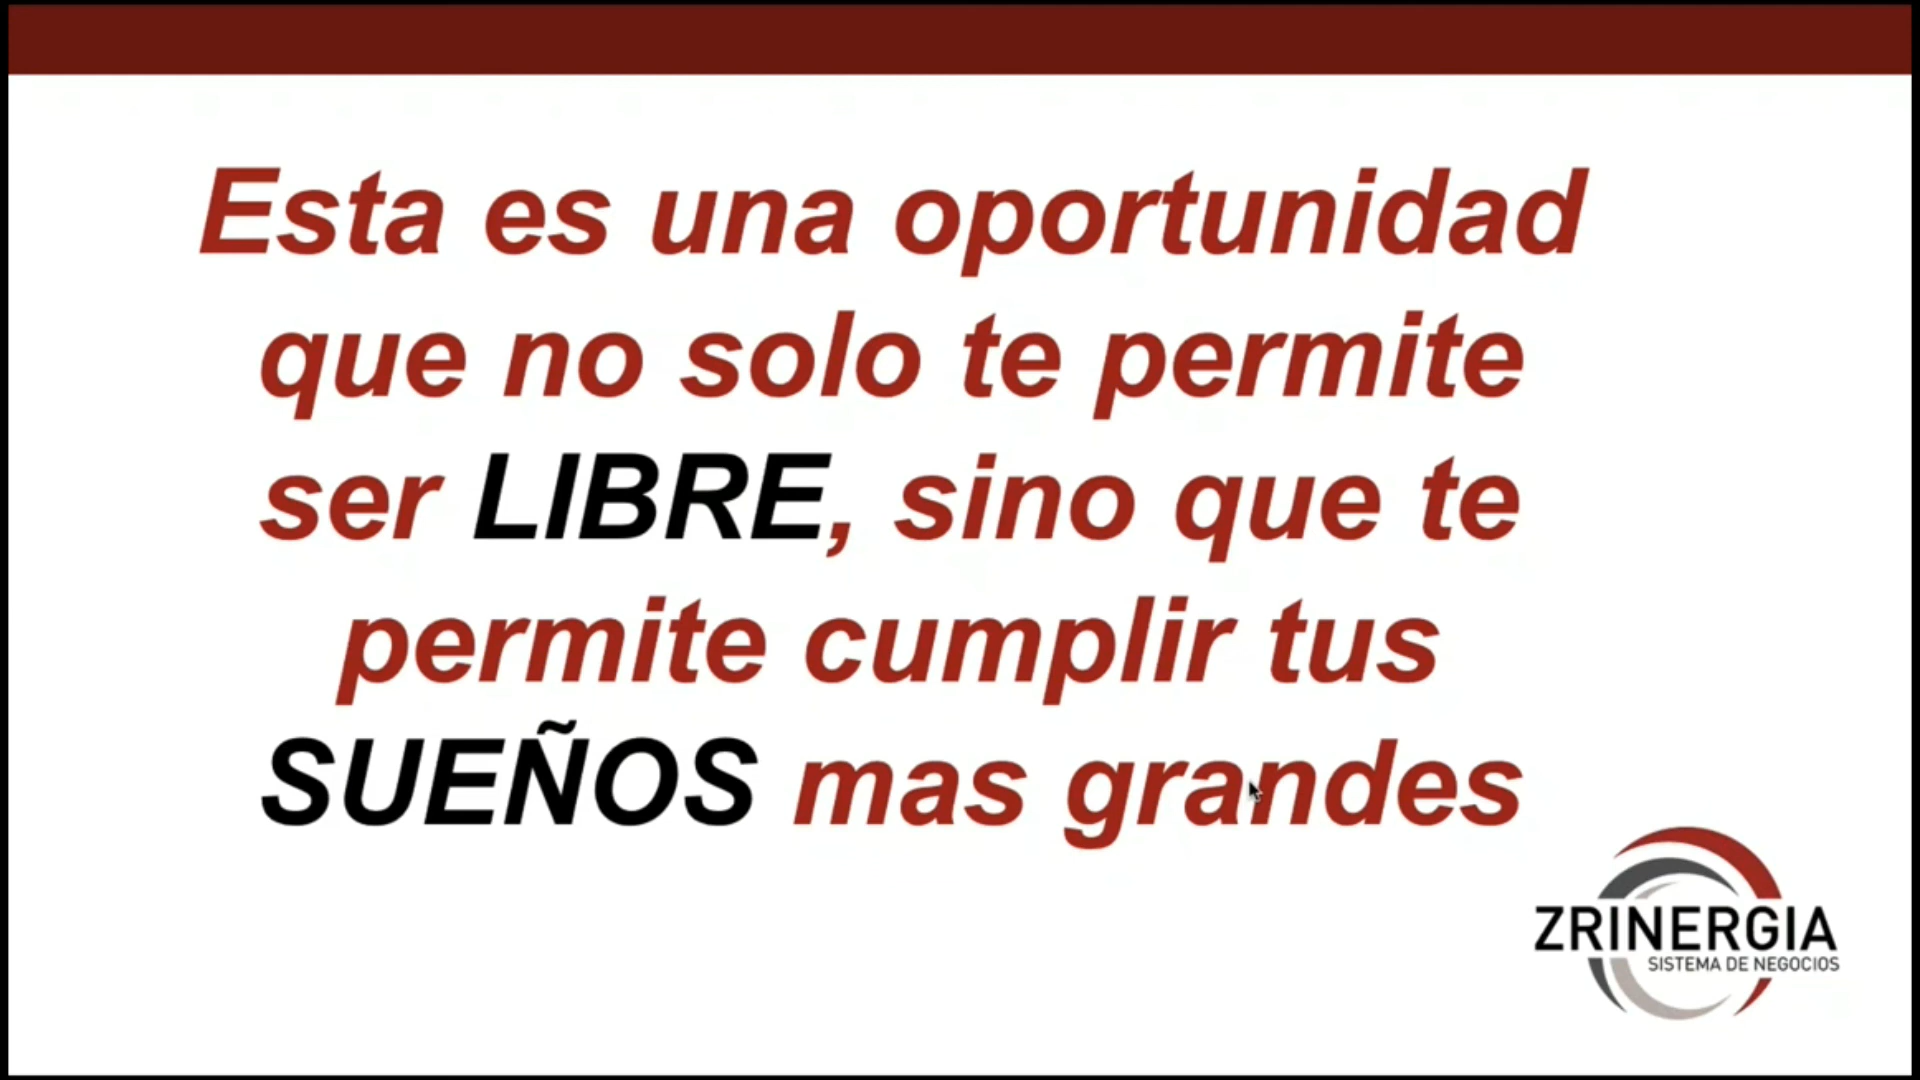 Esta es una oportunidad
que no solo te permite
ser LIBRE, sino que te
permite cumplir tus
SUEÑOS mas grandes
ZRINERGIA
SISTEMA DE NEGOCIOS